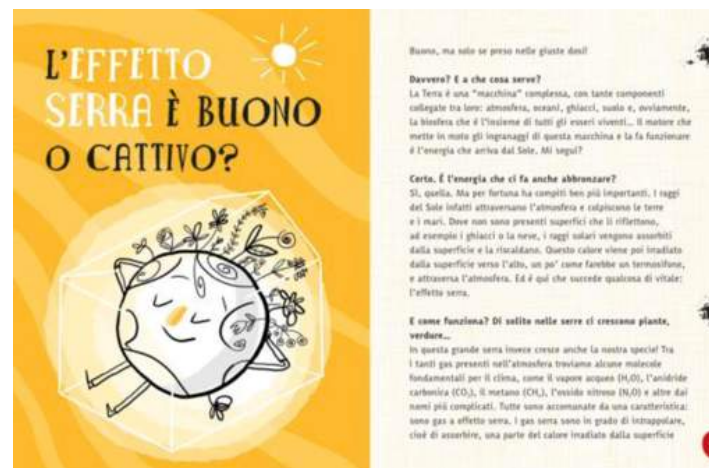 L'EFFETTO
SERRA È BUONO
O CATTIVO?
Buono, ma solo se preso nelle giuste dosi!
Davvero? E a che cosa serve?
La Terra è una "macchina" complessa, con tante componenti
collegate tra loro: atmosfera, oceani, ghiacci, suolo e, ovviamente,
la biosfera che é l'insieme di tutti gli esseri viventi... Il motore che
mette in moto gli ingranaggi di questa macchina e la fa funzionare
é l'energia che arriva dal Sole. Mi segui?
Certo. É l'energia che ci fa anche abbronzare?
Sì, quella. Ma per fortuna ha compiti ben più importanti. I raggi
del Sole infatti attraversano l'atmosfera e colpiscono le terre
e i mari. Dove non sono presenti superfici che li riflettono,
ad esempio i ghiacci o la neve, i raggi solari vengono assorbiti
dalla superficie e la riscaldano. Questo calore viene poi irradiato
dalla superficie verso l'alto, un po' come farebbe un termosifone,
e attraversa l'atmosfera. Ed é qui che succede qualcosa di vitale:
l'effetto serra.
E come funziona? Di solito nelle serre ci crescono piante,
verdure...
In questa grande serra invece cresce anche la nostra specie! Tra
i tanti gas presenti nell'atmosfera troviamo alcune molecole
fondamentali per il clima, come il vapore acqueo (H₂O), l'anidride
carbonica (CO₂), il metano (CH₄), l'ossido nitroso (N₂O) e altre dai
nomi più complicati. Tutte sono accomunate da una caratteristica:
sono gas a effetto serra. I gas serra sono in grado di intrappolare,
cioé di assorbire, una parte del calore irradiato dalla superficie